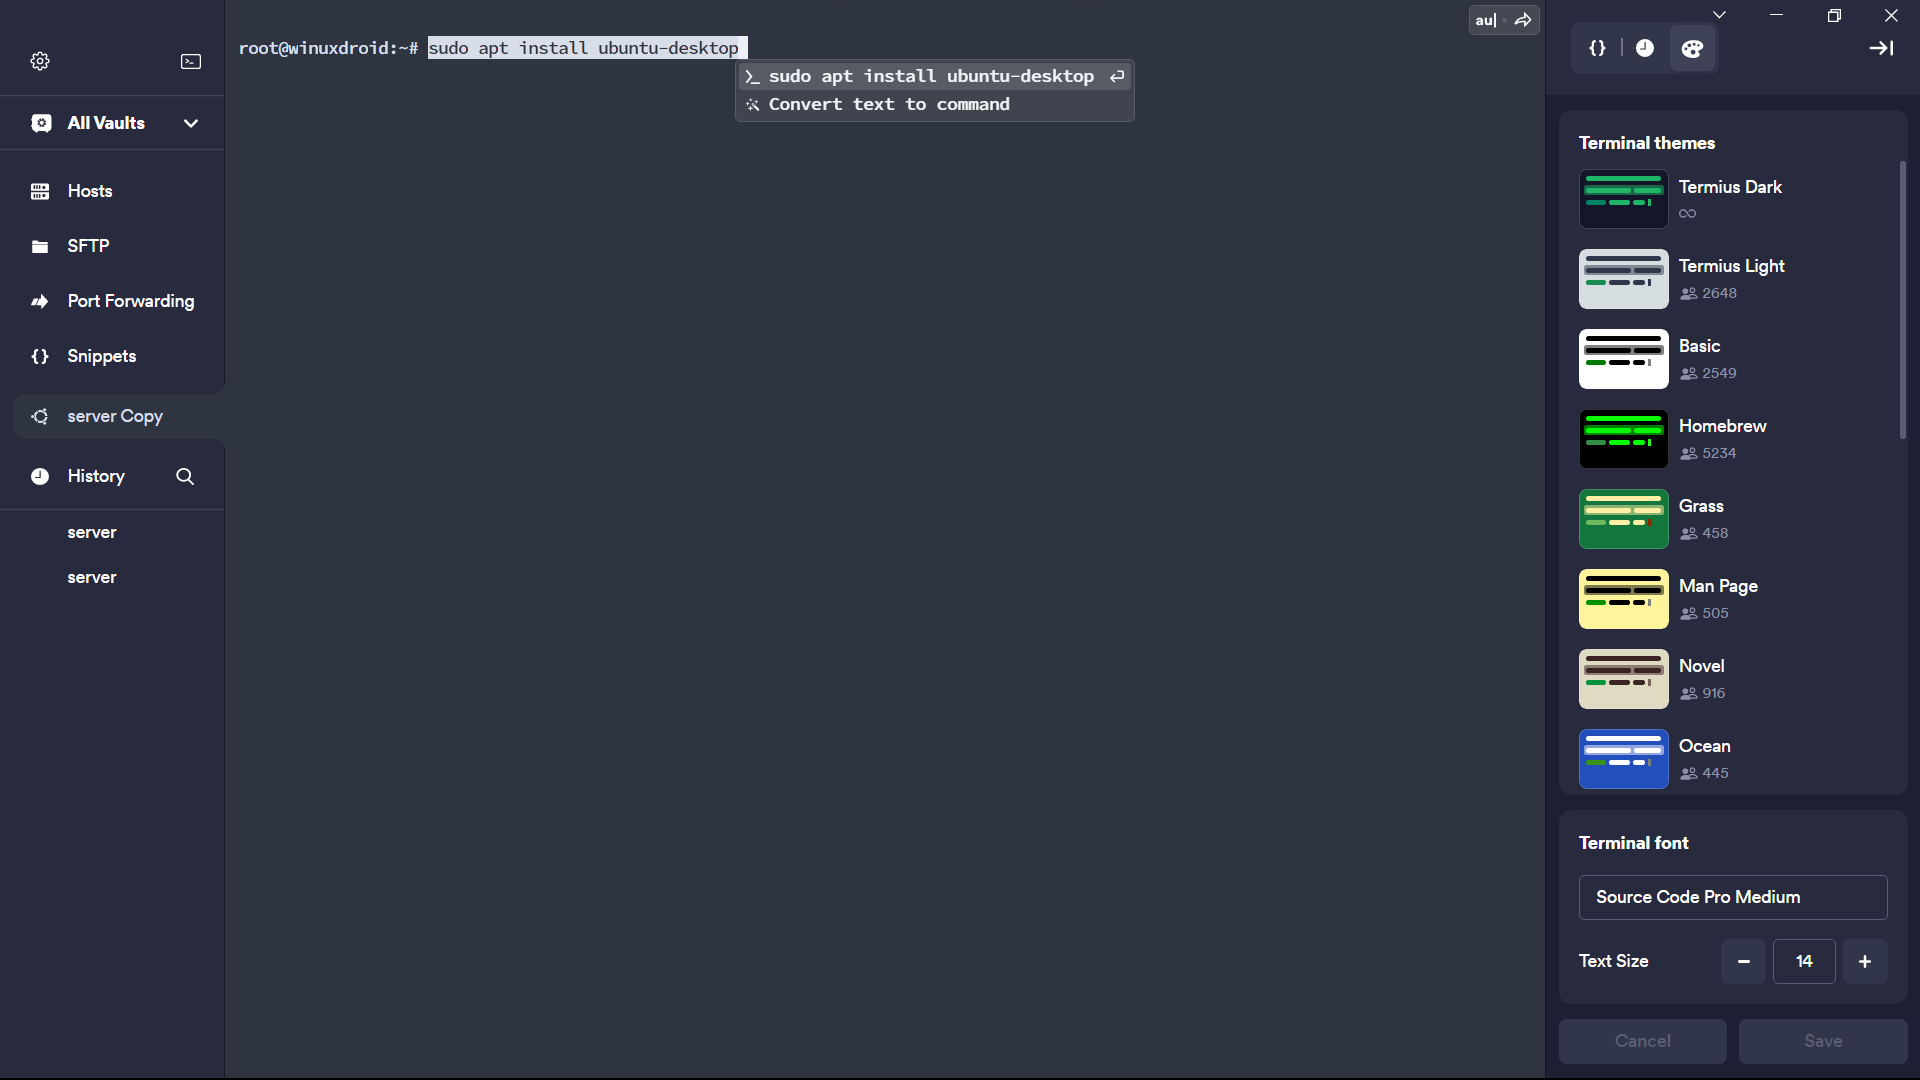 All Vaults
Hosts
SFTP
Port Forwarding
Snippets
server Copy
History
server
server
root@winuxdroid:~# sudo apt install ubuntu-desktop
sudo apt install ubuntu-desktop
Convert text to command
au|
Terminal themes
Termius Dark
∞
Termius Light
2648
Basic
2549
Homebrew
5234
Grass
458
Man Page
505
Novel
916
Ocean
445
Terminal font
Source Code Pro Medium
Text Size − 14 +
Cancel Save